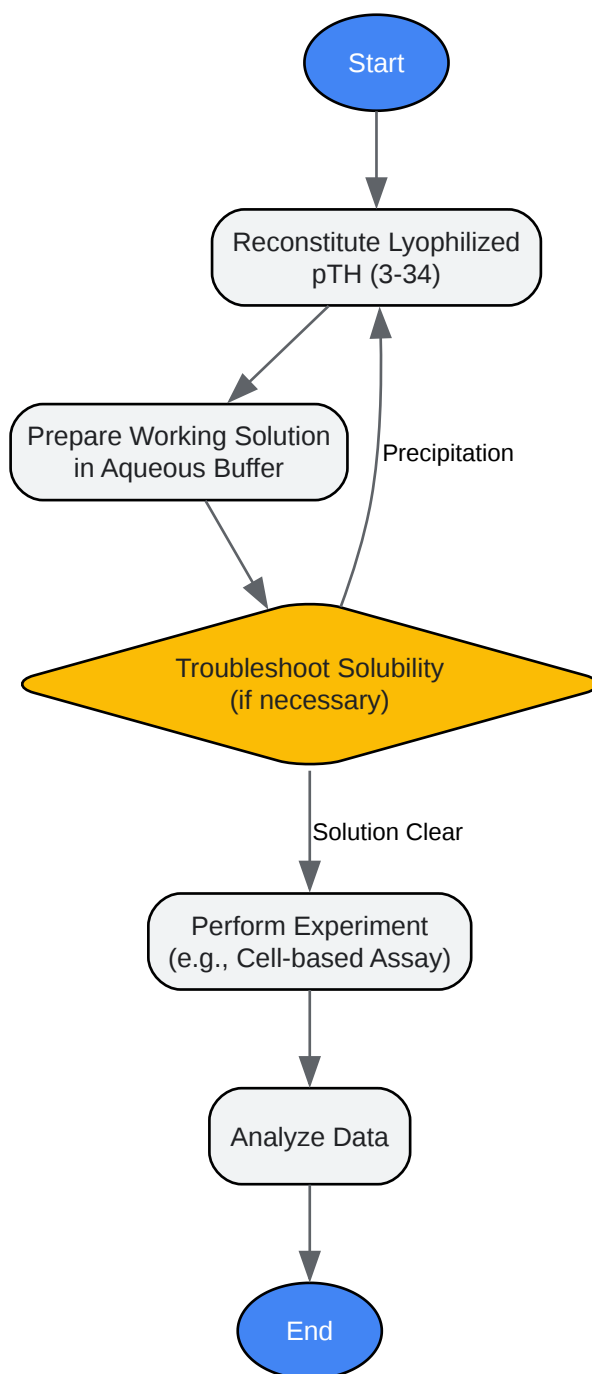 Start
Reconstitute Lyophilized
pTH (3-34)
Prepare Working Solution
in Aqueous Buffer
Precipitation
Troubleshoot Solubility
(if necessary)
Solution Clear
Perform Experiment
(e.g., Cell-based Assay)
Analyze Data
End